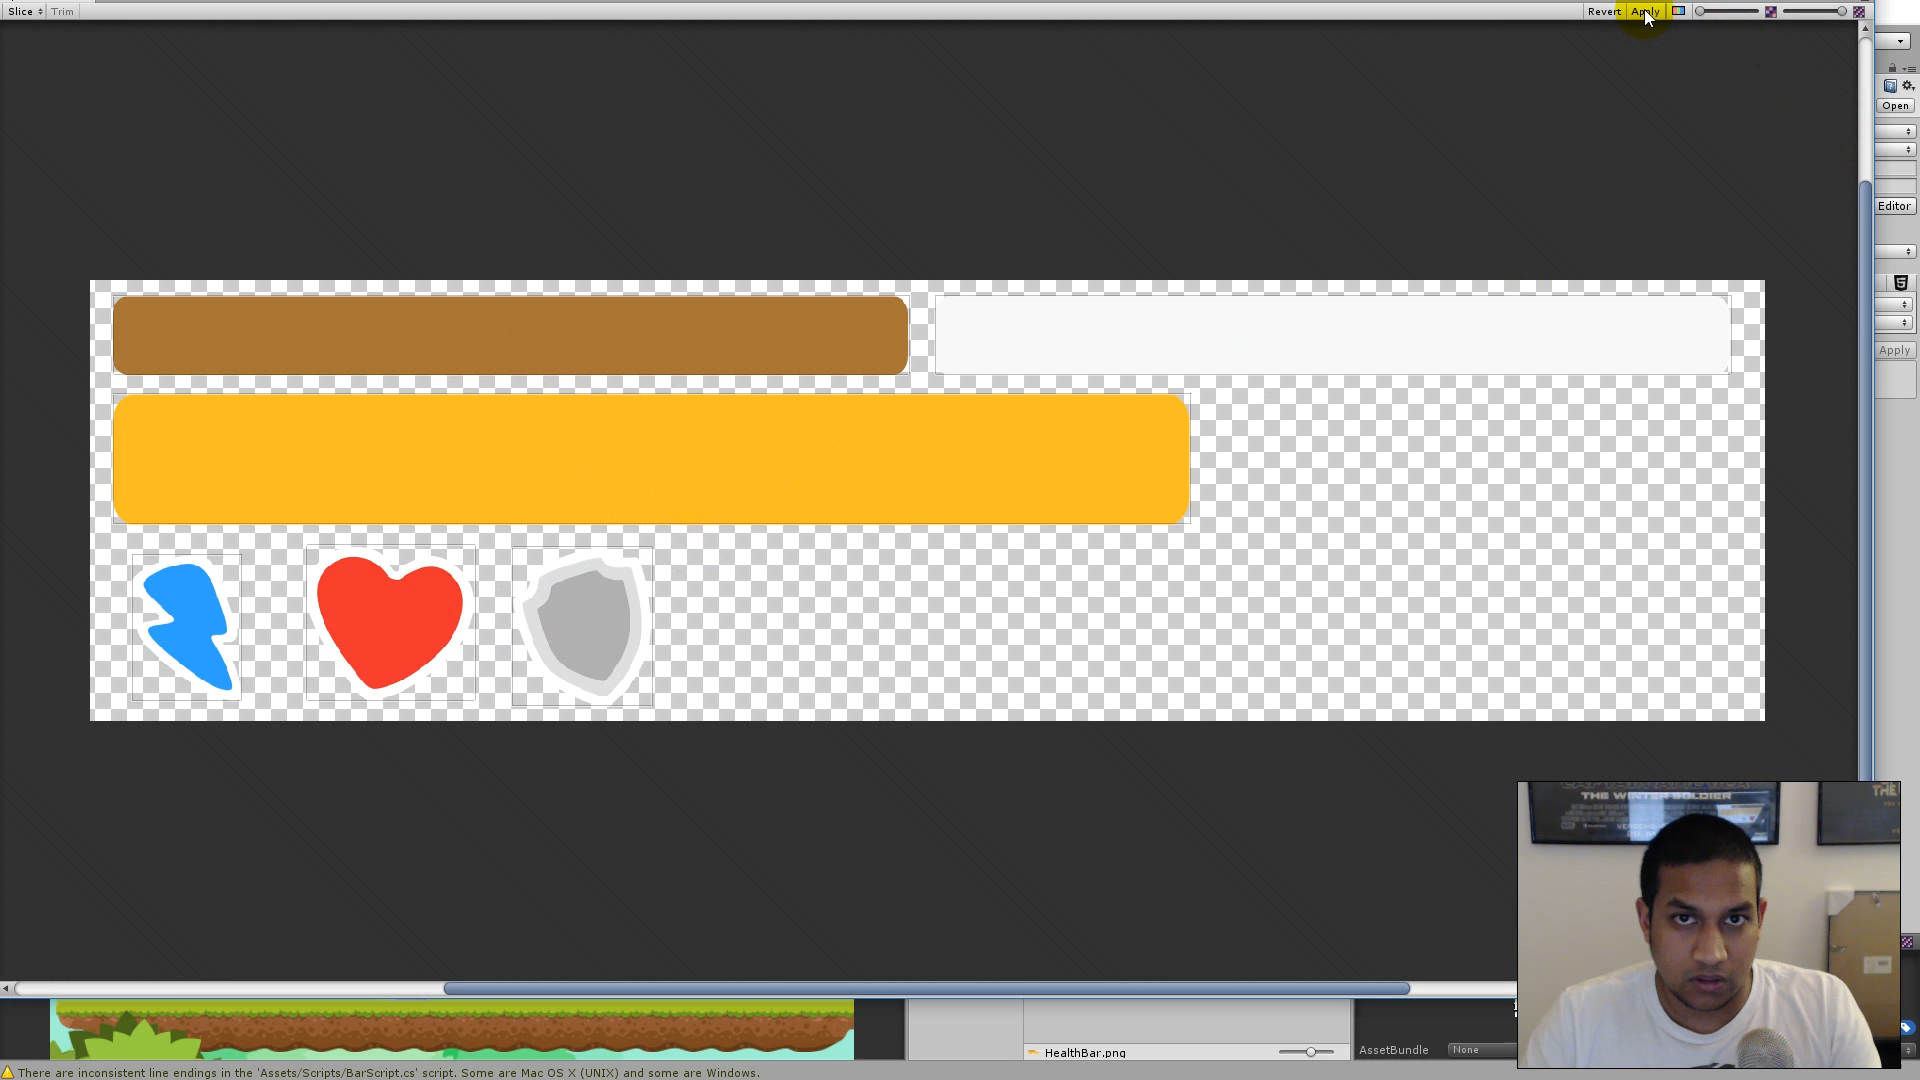 Slice Trim Revert Apply
Open
Editor
Apply
THE WINTER SOLDIER
THE
HealthBar.png
AssetBundle None
There are inconsistent line endings in the 'Assets/Scripts/BarScript.cs' script. Some are Mac OS X (UNIX) and some are Windows.